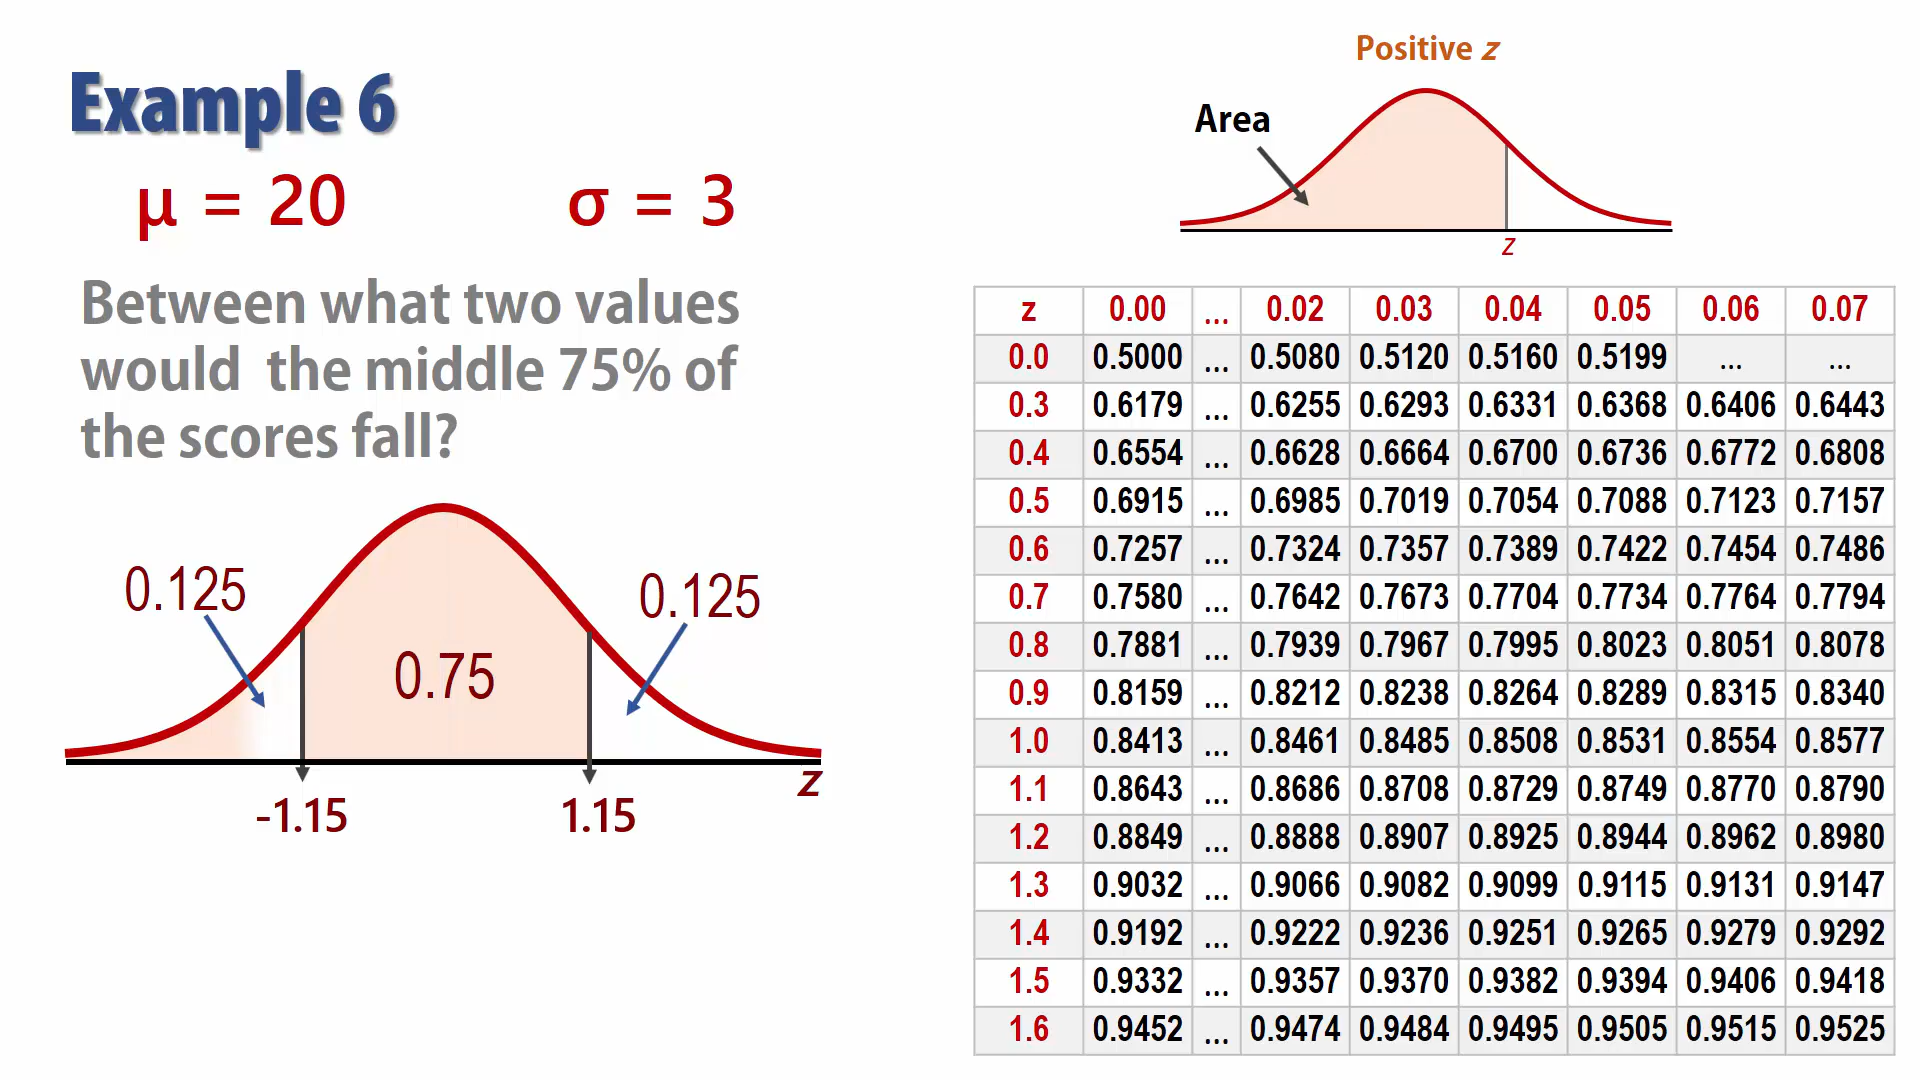 Example 6
μ = 20 σ = 3
Between what two values
would the middle 75% of
the scores fall?
0.125
0.75
0.125
z
-1.15 1.15
Positive z
Area
z
z 0.00 ... 0.02 0.03 0.04 0.05 0.06 0.07
0.0 0.5000 ... 0.5080 0.5120 0.5160 0.5199 ... ...
0.3 0.6179 ... 0.6255 0.6293 0.6331 0.6368 0.6406 0.6443
0.4 0.6554 ... 0.6628 0.6664 0.6700 0.6736 0.6772 0.6808
0.5 0.6915 ... 0.6985 0.7019 0.7054 0.7088 0.7123 0.7157
0.6 0.7257 ... 0.7324 0.7357 0.7389 0.7422 0.7454 0.7486
0.7 0.7580 ... 0.7642 0.7673 0.7704 0.7734 0.7764 0.7794
0.8 0.7881 ... 0.7939 0.7967 0.7995 0.8023 0.8051 0.8078
0.9 0.8159 ... 0.8212 0.8238 0.8264 0.8289 0.8315 0.8340
1.0 0.8413 ... 0.8461 0.8485 0.8508 0.8531 0.8554 0.8577
1.1 0.8643 ... 0.8686 0.8708 0.8729 0.8749 0.8770 0.8790
1.2 0.8849 ... 0.8888 0.8907 0.8925 0.8944 0.8962 0.8980
1.3 0.9032 ... 0.9066 0.9082 0.9099 0.9115 0.9131 0.9147
1.4 0.9192 ... 0.9222 0.9236 0.9251 0.9265 0.9279 0.9292
1.5 0.9332 ... 0.9357 0.9370 0.9382 0.9394 0.9406 0.9418
1.6 0.9452 ... 0.9474 0.9484 0.9495 0.9505 0.9515 0.9525